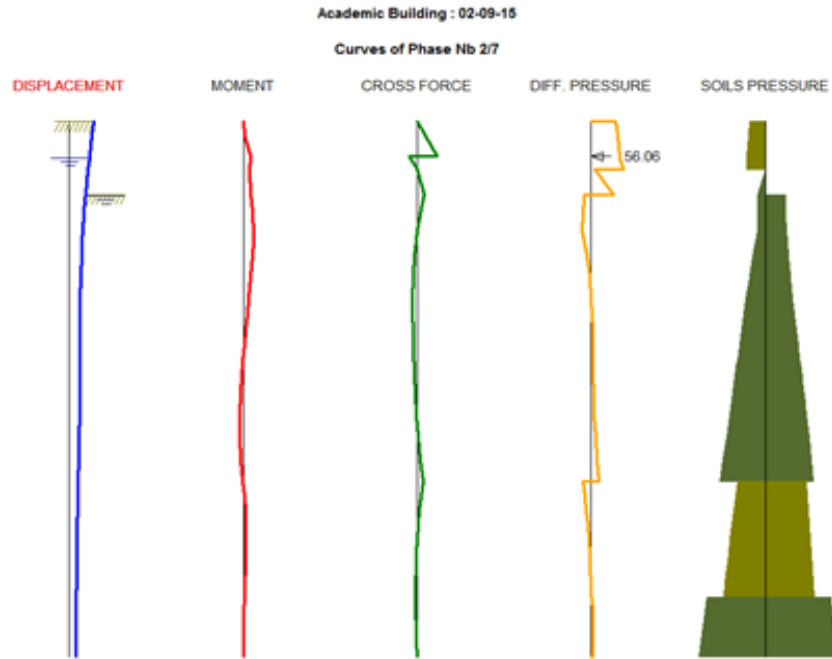 Academic Building : 02-09-15
Curves of Phase Nb 2/7
DISPLACEMENT
MOMENT
CROSS FORCE
DIFF. PRESSURE
SOILS PRESSURE
56.06